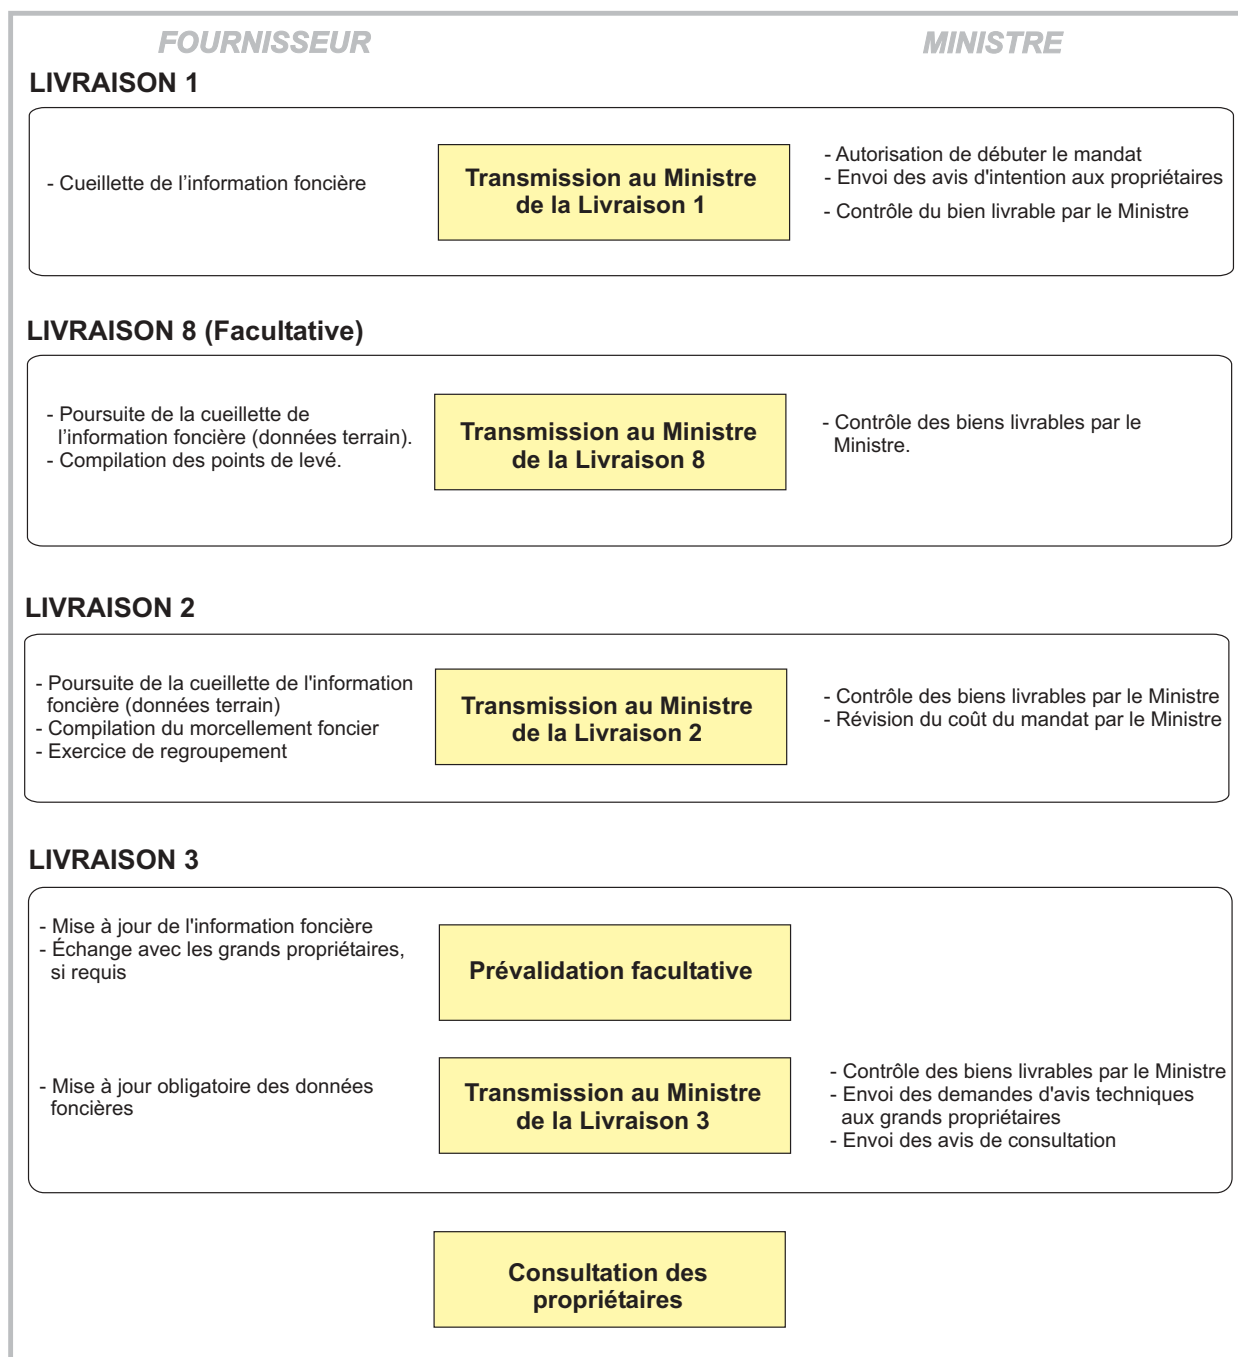 FOURNISSEUR
MINISTRE
LIVRAISON 1
- Cueillette de l’information foncière
Transmission au Ministre
de la Livraison 1
- Autorisation de débuter le mandat
- Envoi des avis d'intention aux propriétaires
- Contrôle du bien livrable par le Ministre
LIVRAISON 8 (Facultative)
- Poursuite de la cueillette de
l’information foncière (données terrain).
- Compilation des points de levé.
Transmission au Ministre
de la Livraison 8
- Contrôle des biens livrables par le
Ministre.
LIVRAISON 2
- Poursuite de la cueillette de l'information
foncière (données terrain)
- Compilation du morcellement foncier
- Exercice de regroupement
Transmission au Ministre
de la Livraison 2
- Contrôle des biens livrables par le Ministre
- Révision du coût du mandat par le Ministre
LIVRAISON 3
- Mise à jour de l'information foncière
- Échange avec les grands propriétaires,
si requis
Prévalidation facultative
- Mise à jour obligatoire des données
foncières
Transmission au Ministre
de la Livraison 3
- Contrôle des biens livrables par le Ministre
- Envoi des demandes d'avis techniques
aux grands propriétaires
- Envoi des avis de consultation
Consultation des
propriétaires